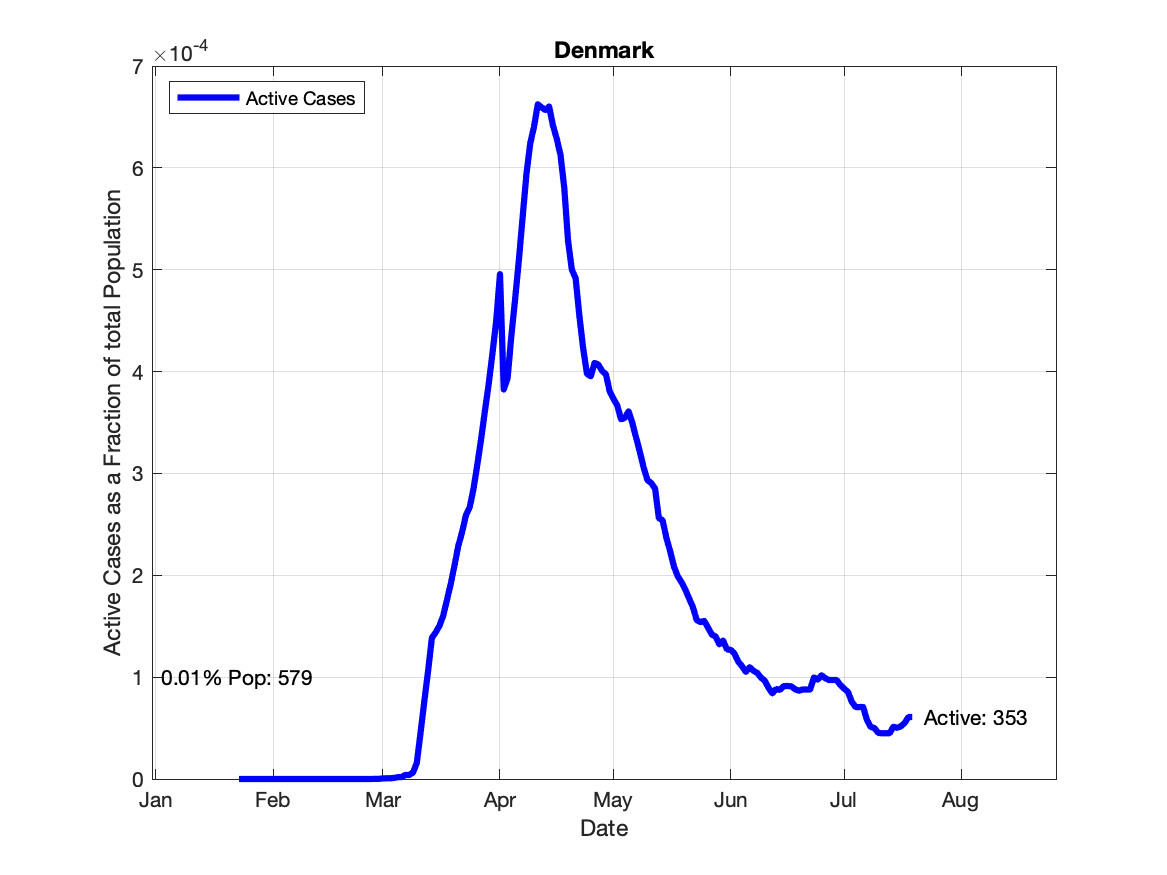 Denmark
×10-4
Active Cases
7
6
5
4
3
2
1
0
Active Cases as a Fraction of total Population
0.01% Pop: 579
Active: 353
Jan Feb Mar Apr May Jun Jul Aug
Date